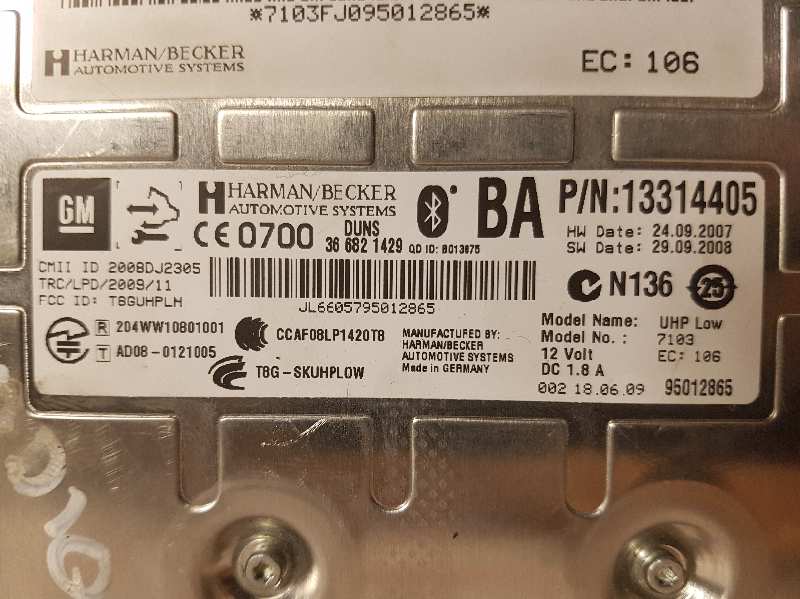 *7103FJ095012865*
HARMAN/BECKER
AUTOMOTIVE SYSTEMS
EC: 106
GM
HARMAN/BECKER
AUTOMOTIVE SYSTEMS
BA
P/N:13314405
CE 0700
DUNS
36 682 1429
QD ID: B013675
HW Date: 24.09.2007
SW Date: 29.09.2008
CMII ID 2008DJ2305
TRC/LPD/2009/11
FCC ID: T8GUHPLH
JL6605795012865
N136
25
R 204WW10801001
T AD08-0121005
CCAF08LP1420T8
T8G-SKUHPLOW
MANUFACTURED BY:
HARMAN/BECKER
AUTOMOTIVE SYSTEMS
Made in GERMANY
Model Name: UHP Low
Model No.: 7103
12 Volt EC: 106
DC 1.8 A
002 18.06.09 95012865